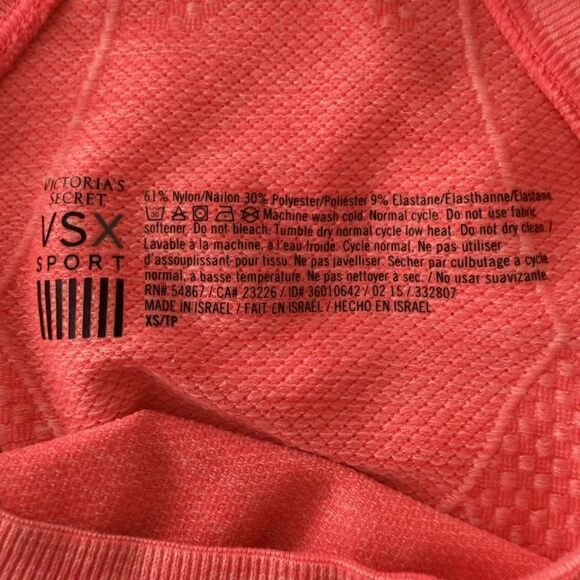 VICTORIA'S
SECRET
VSX
SPORT
61% Nylon/Nailon 30% Polyester/Poliéster 9% Elastane/Élasthanne/Elastano
Machine wash cold. Normal cycle. Do not use fabric
softener. Do not bleach. Tumble dry normal cycle low heat. Do not dry clean. /
Lavable à la machine, à l'eau froide. Cycle normal. Ne pas utiliser
d'assouplissant pour tissu. Ne pas javelliser. Sécher par culbutage à cycle
normal, à basse température. Ne pas nettoyer à sec. / No usar suavizante.
RN# 54867 / CA# 23226 / ID# 36010642 / 02 15 / 332807
MADE IN ISRAEL / FAIT EN ISRAËL / HECHO EN ISRAEL
XS/TP